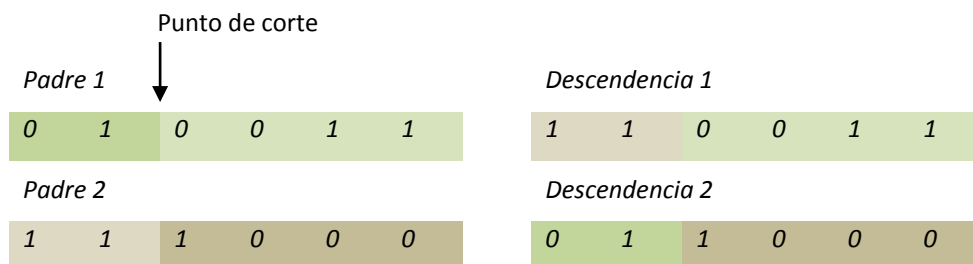 Punto de corte
Padre 1
0 1 0 0 1 1
Padre 2
1 1 1 0 0 0
Descendencia 1
1 1 0 0 1 1
Descendencia 2
0 1 1 0 0 0